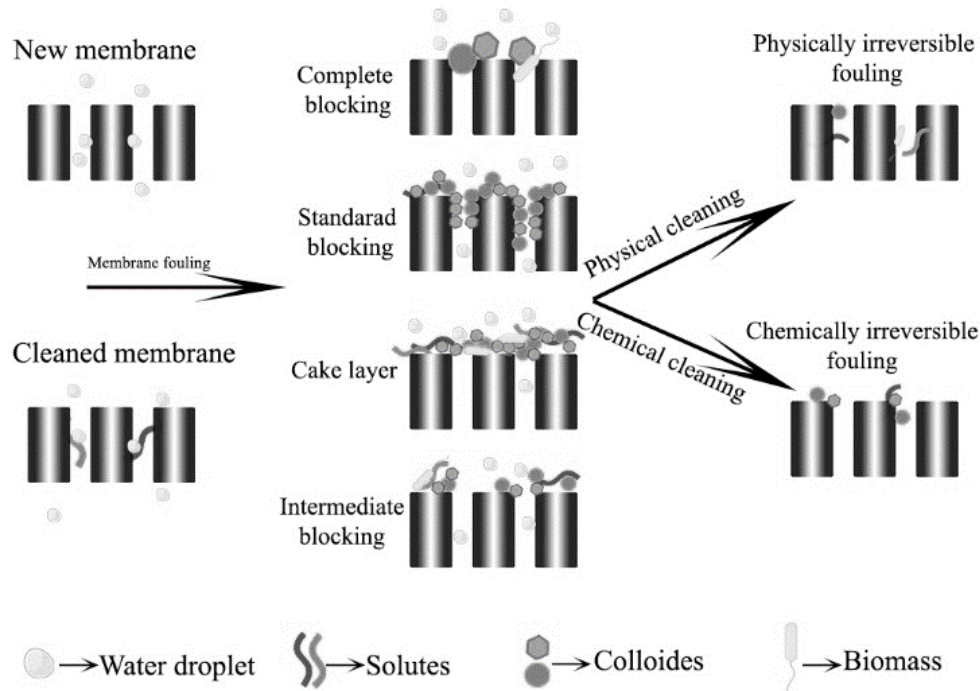 New membrane
Membrane fouling
Cleaned membrane
Complete
blocking
Standarad
blocking
Cake layer
Intermediate
blocking
Physical cleaning
Chemical cleaning
Physically irreversible
fouling
Chemically irreversible
fouling
Water droplet
Solutes
Colloides
Biomass